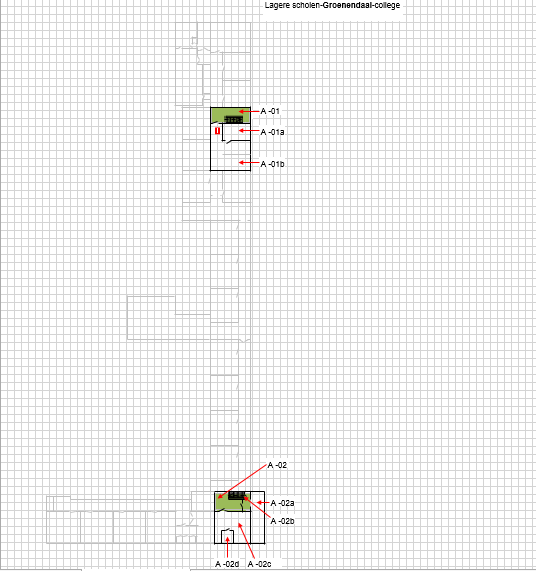 Lagere scholen-Groenendaal-college
A -01
A -01a
A -01b
A -02
A -02a
A -02b
A -02d
A -02c